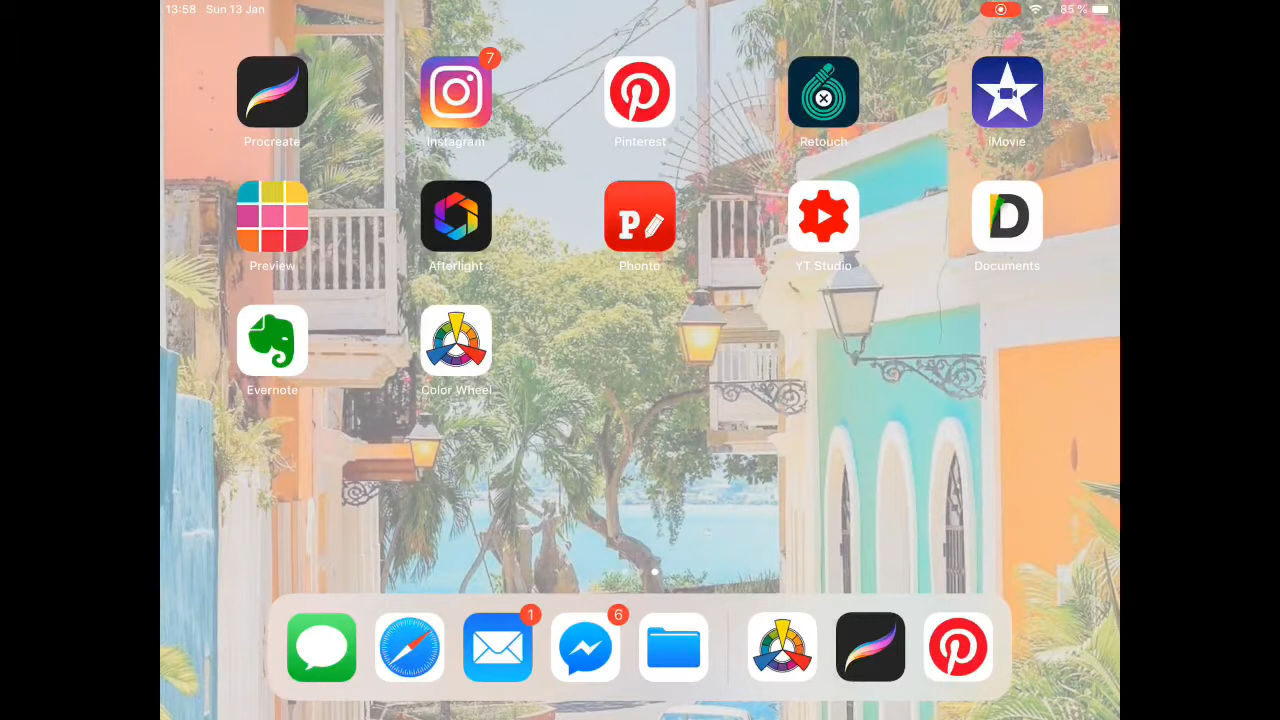 13:58 Sun 13 Jan 85 %
7
Procreate Instagram Pinterest Retouch iMovie
P
Preview Afterlight Phonto YT Studio Documents
D
Evernote Color Wheel
1 6